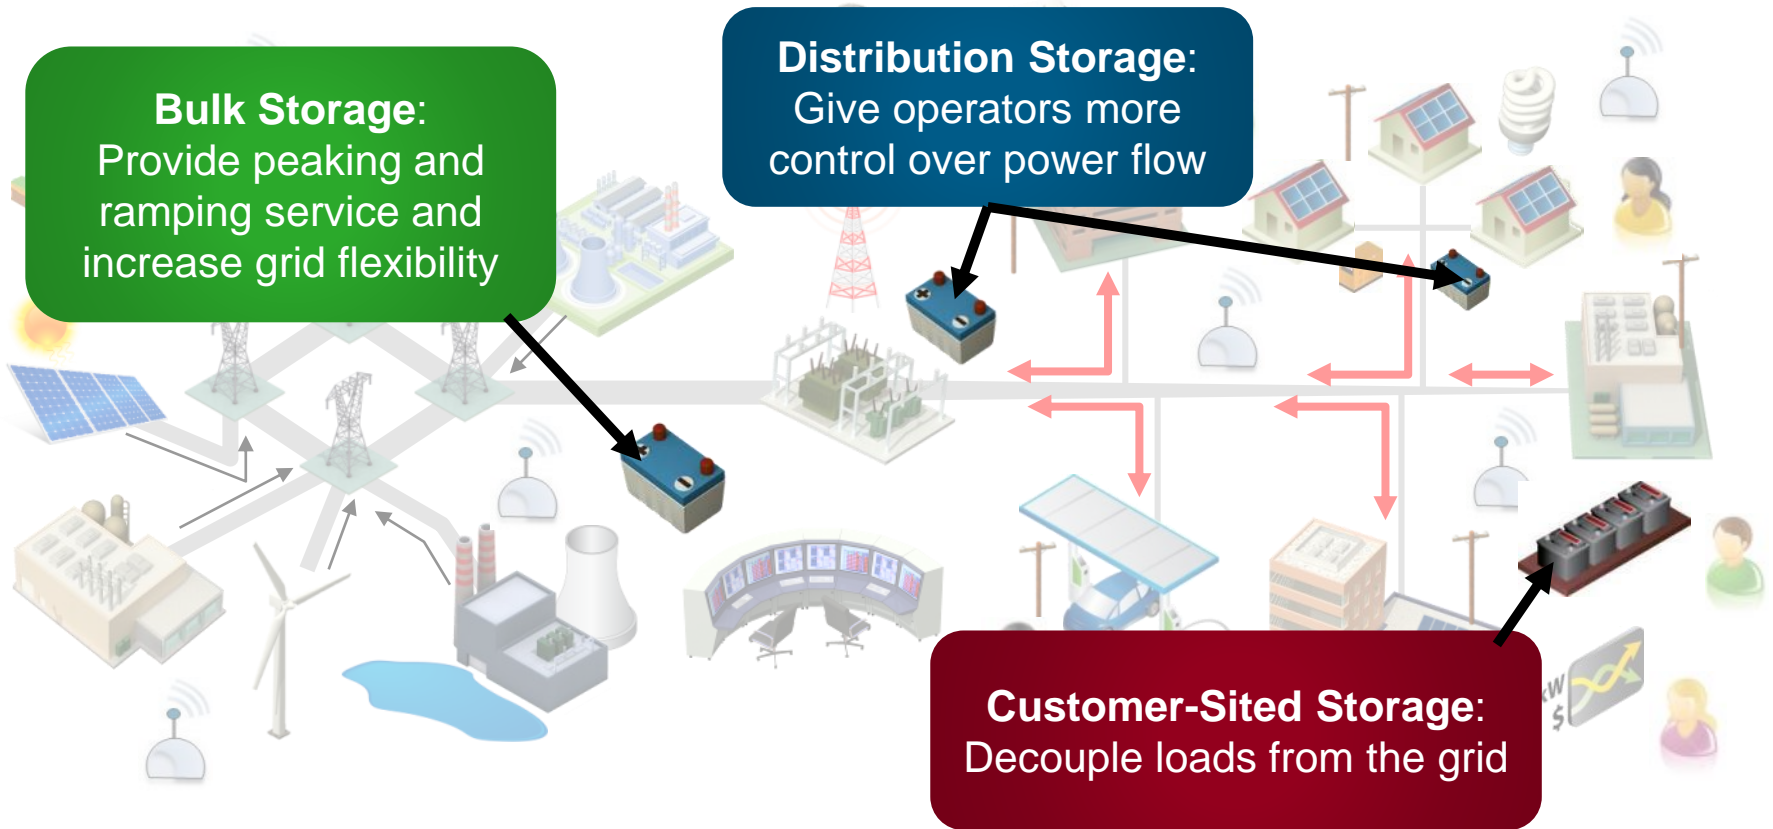 Bulk Storage:
Provide peaking and
ramping service and
increase grid flexibility
Distribution Storage:
Give operators more
control over power flow
Customer-Sited Storage:
Decouple loads from the grid
$